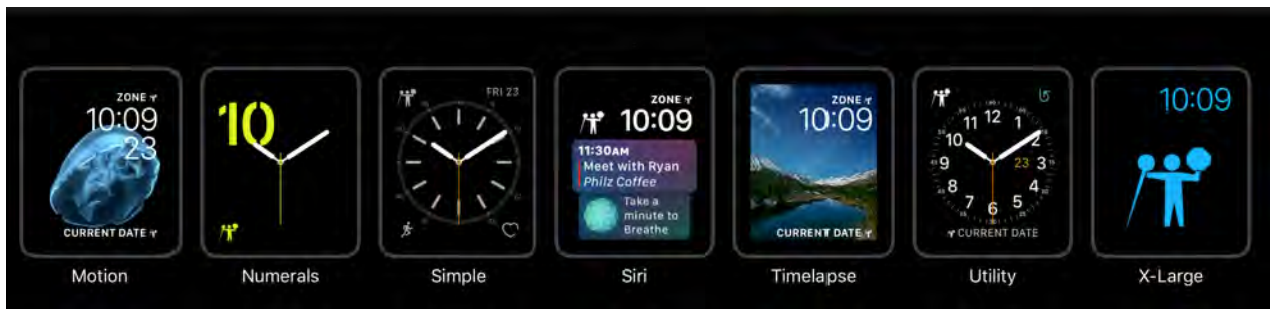 ZONE
10:09
23
CURRENT DATE
Motion
10
Numerals
FRI 23
Simple
ZONE
10:09
11:30AM
Meet with Ryan
Philz Coffee
Take a
minute to
Breathe
Siri
ZONE
10:09
CURRENT DATE
Timelapse
12
11 1
10 2
9 23 3
8 4
7 5
6
CURRENT DATE
Utility
10:09
X-Large